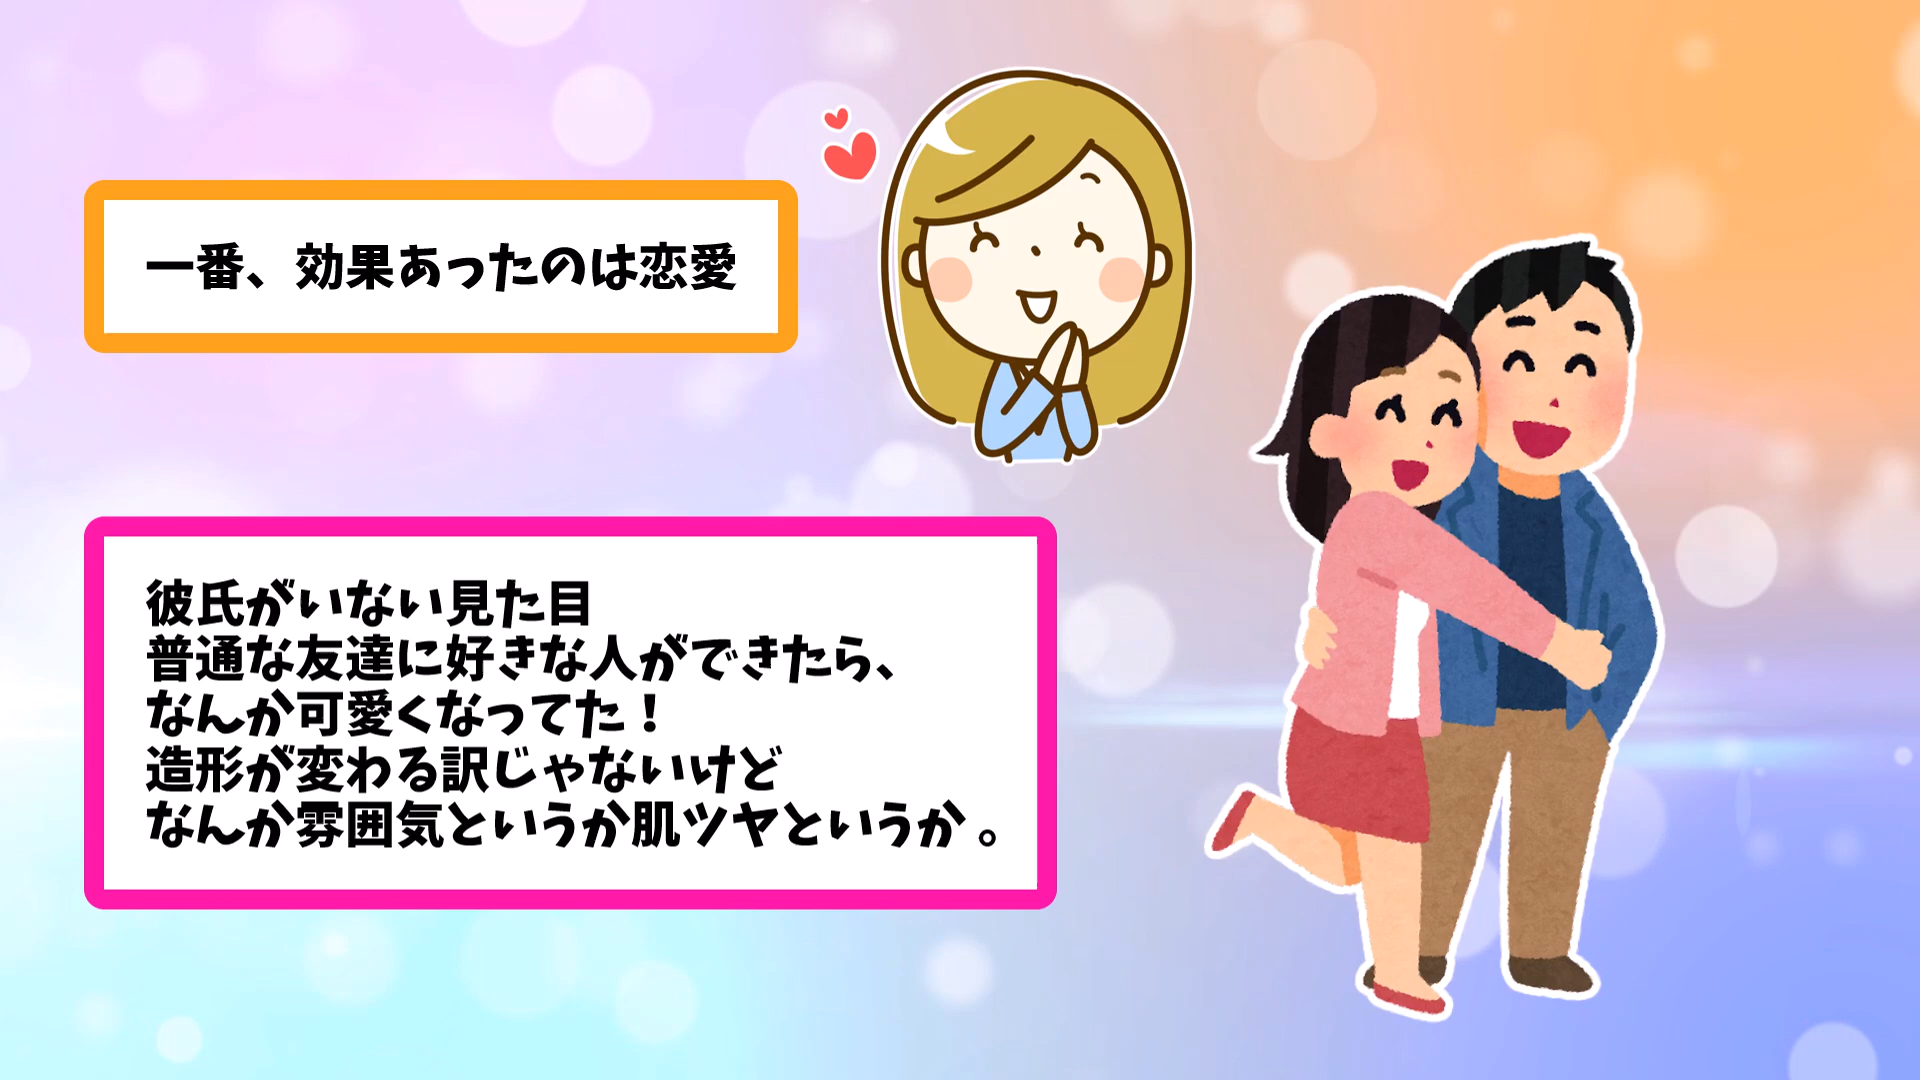 一番、効果あったのは恋愛
彼氏がいない見た目
普通な友達に好きな人ができたら、
なんか可愛くなってた！
造形が変わる訳じゃないけど
なんか雰囲気というか肌ツヤというか。